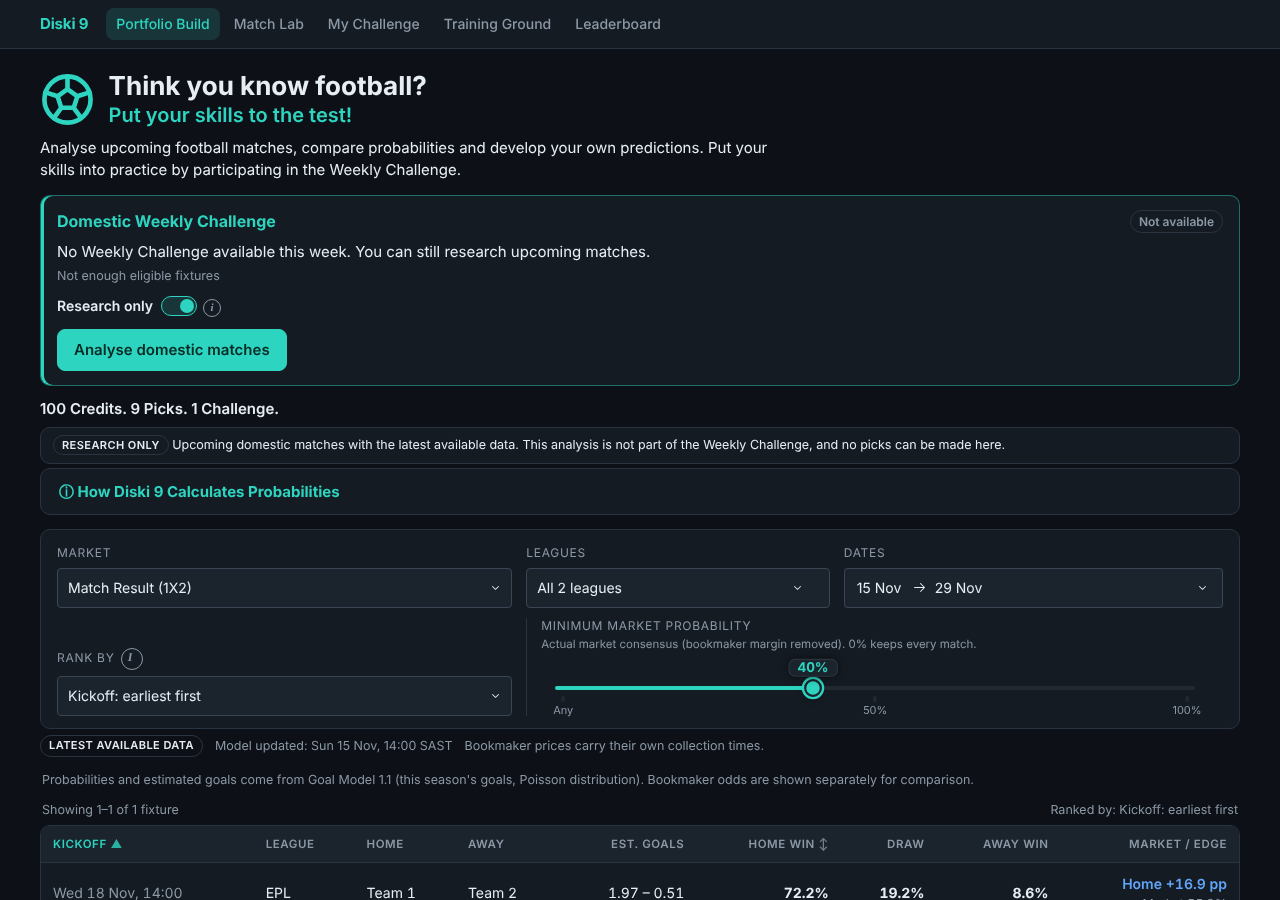 Diski 9 Portfolio Build Match Lab My Challenge Training Ground Leaderboard
Think you know football?
Put your skills to the test!
Analyse upcoming football matches, compare probabilities and develop your own predictions. Put your
skills into practice by participating in the Weekly Challenge.
Domestic Weekly Challenge Not available
No Weekly Challenge available this week. You can still research upcoming matches.
Not enough eligible fixtures
Research only i
Analyse domestic matches
100 Credits. 9 Picks. 1 Challenge.
RESEARCH ONLY Upcoming domestic matches with the latest available data. This analysis is not part of the Weekly Challenge, and no picks can be made here.
ⓘ How Diski 9 Calculates Probabilities
MARKET LEAGUES DATES
Match Result (1X2) All 2 leagues 15 Nov → 29 Nov
MINIMUM MARKET PROBABILITY
Actual market consensus (bookmaker margin removed). 0% keeps every match.
RANK BY i
40%
Kickoff: earliest first
Any 50% 100%
LATEST AVAILABLE DATA Model updated: Sun 15 Nov, 14:00 SAST Bookmaker prices carry their own collection times.
Probabilities and estimated goals come from Goal Model 1.1 (this season's goals, Poisson distribution). Bookmaker odds are shown separately for comparison.
Showing 1–1 of 1 fixture Ranked by: Kickoff: earliest first
KICKOFF ▲ LEAGUE HOME AWAY EST. GOALS HOME WIN ↕ DRAW AWAY WIN MARKET / EDGE
Home +16.9 pp
Wed 18 Nov, 14:00 EPL Team 1 Team 2 1.97 – 0.51 72.2% 19.2% 8.6%